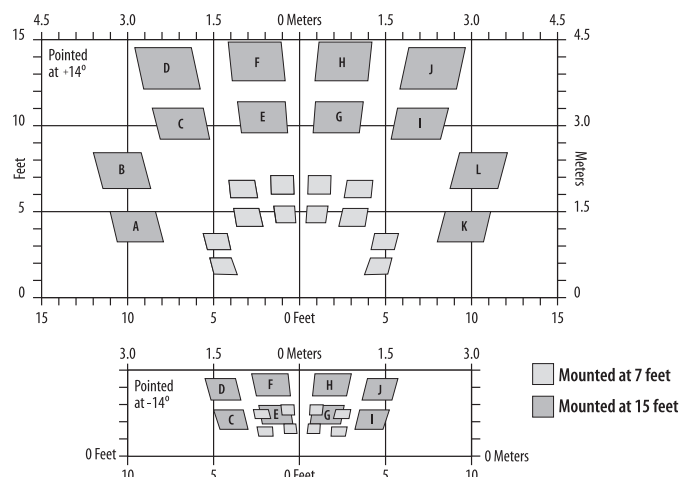 4.5 3.0 1.5 0 Meters 1.5 3.0 4.5
15 4.5
Pointed
at +14°
D F H J
C E G I
10 3.0
B L
Feet Meters
5 1.5
A K
0 0
15 10 5 0 Feet 5 10 15
3.0 1.5 0 Meters 1.5 3.0
Pointed
at -14°
D F H J
C E G I
0 Feet 0 Meters
10 5 0 Feet 5 10
Mounted at 7 feet
Mounted at 15 feet